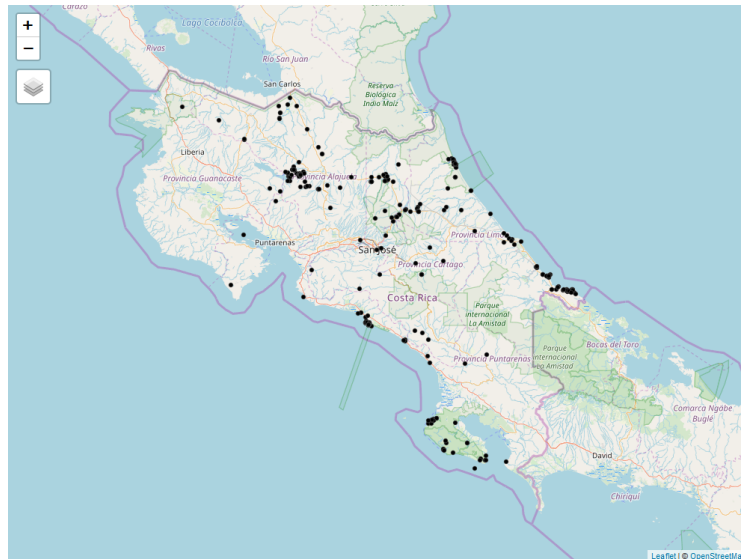 Carazo
+
−
Lago Cocibolca
Rivas
Río San Juan
San Carlos
Reserva
Biológica
Indio Maíz
Liberia
Provincia Guanacaste
Provincia Alajuela
Puntarenas
San José
Provincia Limón
Provincia Cartago
Costa Rica
Parque
internacional
La Amistad
Parque
internacional
La Amistad
Bocas del Toro
Provincia Puntarenas
Comarca Ngäbe
Buglé
David
Chiriquí
Leaflet | © OpenStreetMa